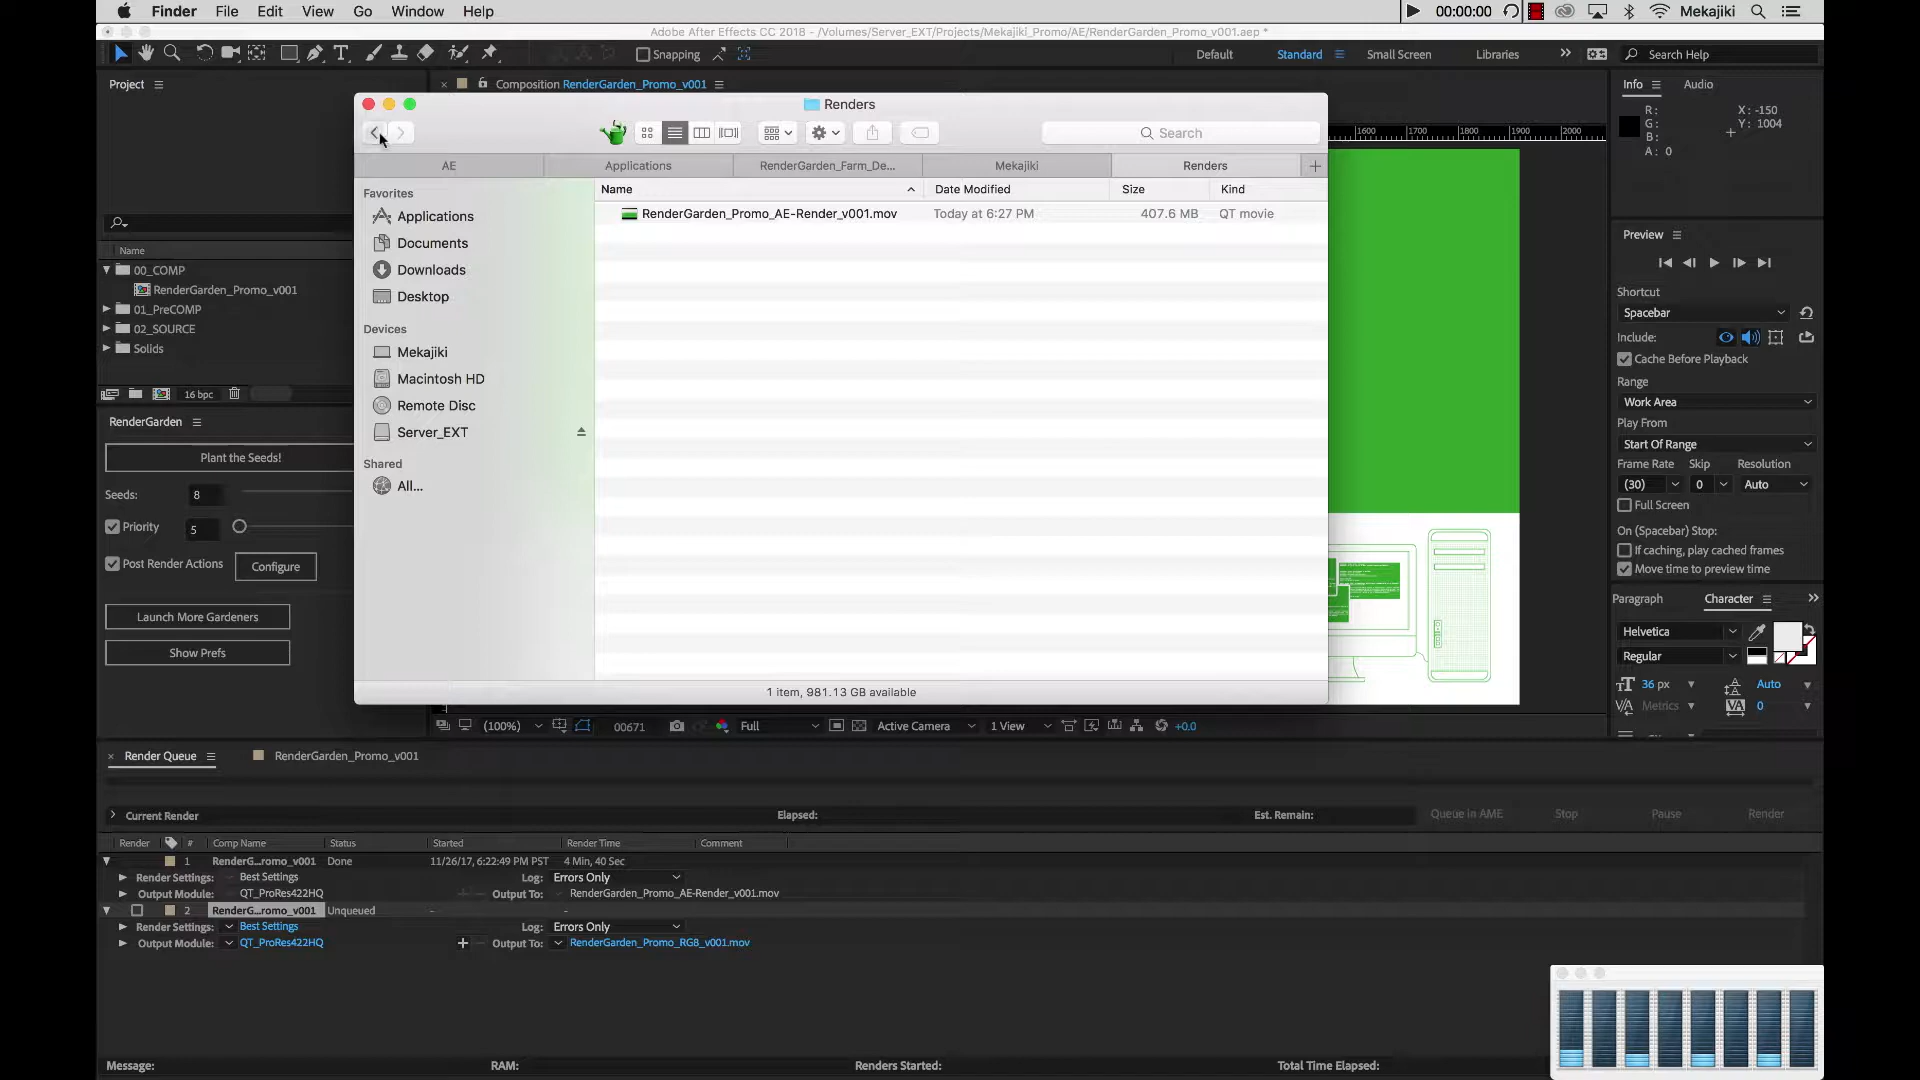 Finder File Edit View Go Window Help 00:00:00 Mekajiki
Adobe After Effects CC 2018 - /Volumes/Server_EXT/Projects/Mekajiki_Promo/AE/RenderGarden_Promo_v001.aep *
Snapping Default Standard Small Screen Libraries Search Help
Project Composition RenderGarden_Promo_v001 Info Audio
Renders
R: X: -150
G: Y: 1004
B:
A: 0
Search
1600 1700 1800 1900 2000
AE Applications RenderGarden_Farm_De... Mekajiki Renders
Favorites
Applications
Documents
Downloads
Desktop
Devices
Mekajiki
Macintosh HD
Remote Disc
Server_EXT
Shared
All...
Name Date Modified Size Kind
RenderGarden_Promo_AE-Render_v001.mov Today at 6:27 PM 407.6 MB QT movie
1 item, 981.13 GB available
Name
00_COMP
RenderGarden_Promo_v001
01_PreCOMP
02_SOURCE
Solids
16 bpc
RenderGarden
Plant the Seeds!
Seeds: 8
Priority 5
Post Render Actions Configure
Launch More Gardeners
Show Prefs
Preview
Shortcut
Spacebar
Include:
Cache Before Playback
Range
Work Area
Play From
Start Of Range
Frame Rate Skip Resolution
(30) 0 Auto
Full Screen
On (Spacebar) Stop:
If caching, play cached frames
Move time to preview time
Paragraph Character
Helvetica
Regular
36 px Auto
Metrics 0
(100%) 00671 Full Active Camera 1 View +0.0
Render Queue RenderGarden_Promo_v001
Current Render Elapsed: Est. Remain: Queue in AME Stop Pause Render
Render # Comp Name Status Started Render Time Comment
1 RenderG...romo_v001 Done 11/26/17, 6:22:49 PM PST 4 Min, 40 Sec
Render Settings: Best Settings Log: Errors Only
Output Module: QT_ProRes422HQ Output To: RenderGarden_Promo_AE-Render_v001.mov
2 RenderG...romo_v001 Unqueued - -
Render Settings: Best Settings Log: Errors Only
Output Module: QT_ProRes422HQ Output To: RenderGarden_Promo_RG8_v001.mov
Message: RAM: Renders Started: Total Time Elapsed: